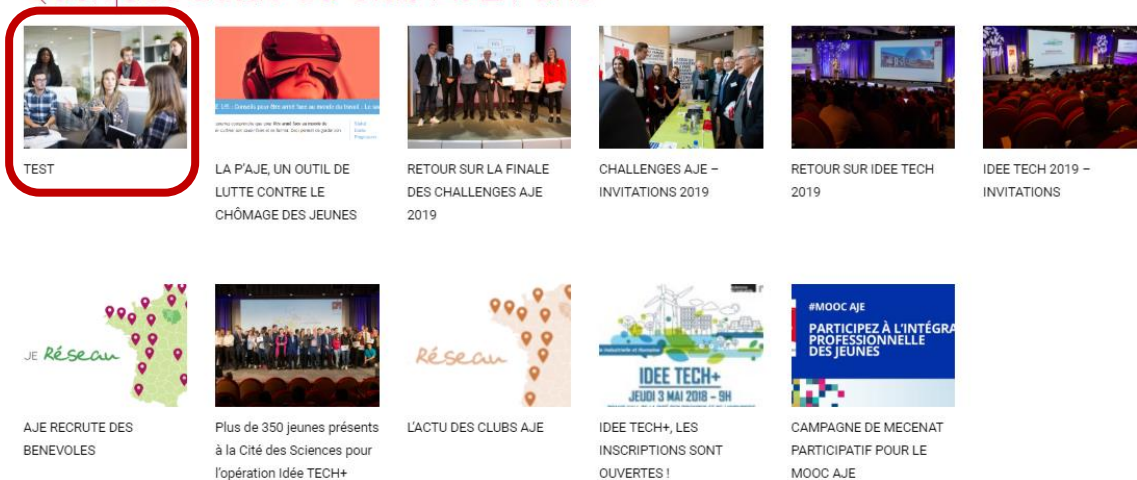 TEST
LA P'AJE, UN OUTIL DE
LUTTE CONTRE LE
CHÔMAGE DES JEUNES
RETOUR SUR LA FINALE
DES CHALLENGES AJE
2019
CHALLENGES AJE –
INVITATIONS 2019
RETOUR SUR IDEE TECH
2019
IDEE TECH 2019 –
INVITATIONS
JE Réseau
AJE RECRUTE DES
BENEVOLES
Plus de 350 jeunes présents
à la Cité des Sciences pour
l'opération Idée TECH+
Réseau
L'ACTU DES CLUBS AJE
IDEE TECH+
JEUDI 3 MAI 2018 – 9H
IDEE TECH+, LES
INSCRIPTIONS SONT
OUVERTES !
#MOOC AJE
PARTICIPEZ À L'INTÉGRA
PROFESSIONNELLE
DES JEUNES
CAMPAGNE DE MECENAT
PARTICIPATIF POUR LE
MOOC AJE